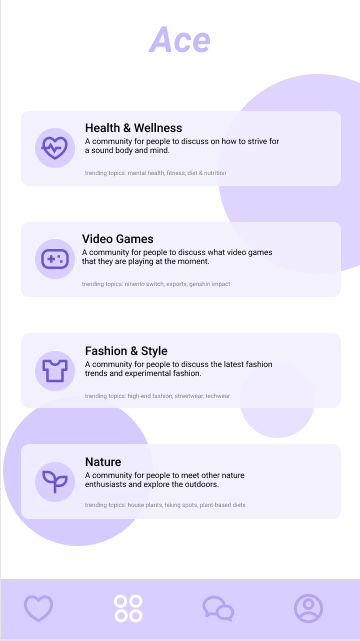 Ace
Health & Wellness
A community for people to discuss on how to strive for
a sound body and mind.
trending topics: mental health, fitness, diet & nutrition
Video Games
A community for people to discuss what video games
that they are playing at the moment.
trending topics: ninento switch, esports, genshin impact
Fashion & Style
A community for people to discuss the latest fashion
trends and experimental fashion.
trending topics: high-end fashion, streetwear, techwear
Nature
A community for people to meet other nature
enthusiasts and explore the outdoors.
trending topics: house plants, hiking spots, plant-based diets